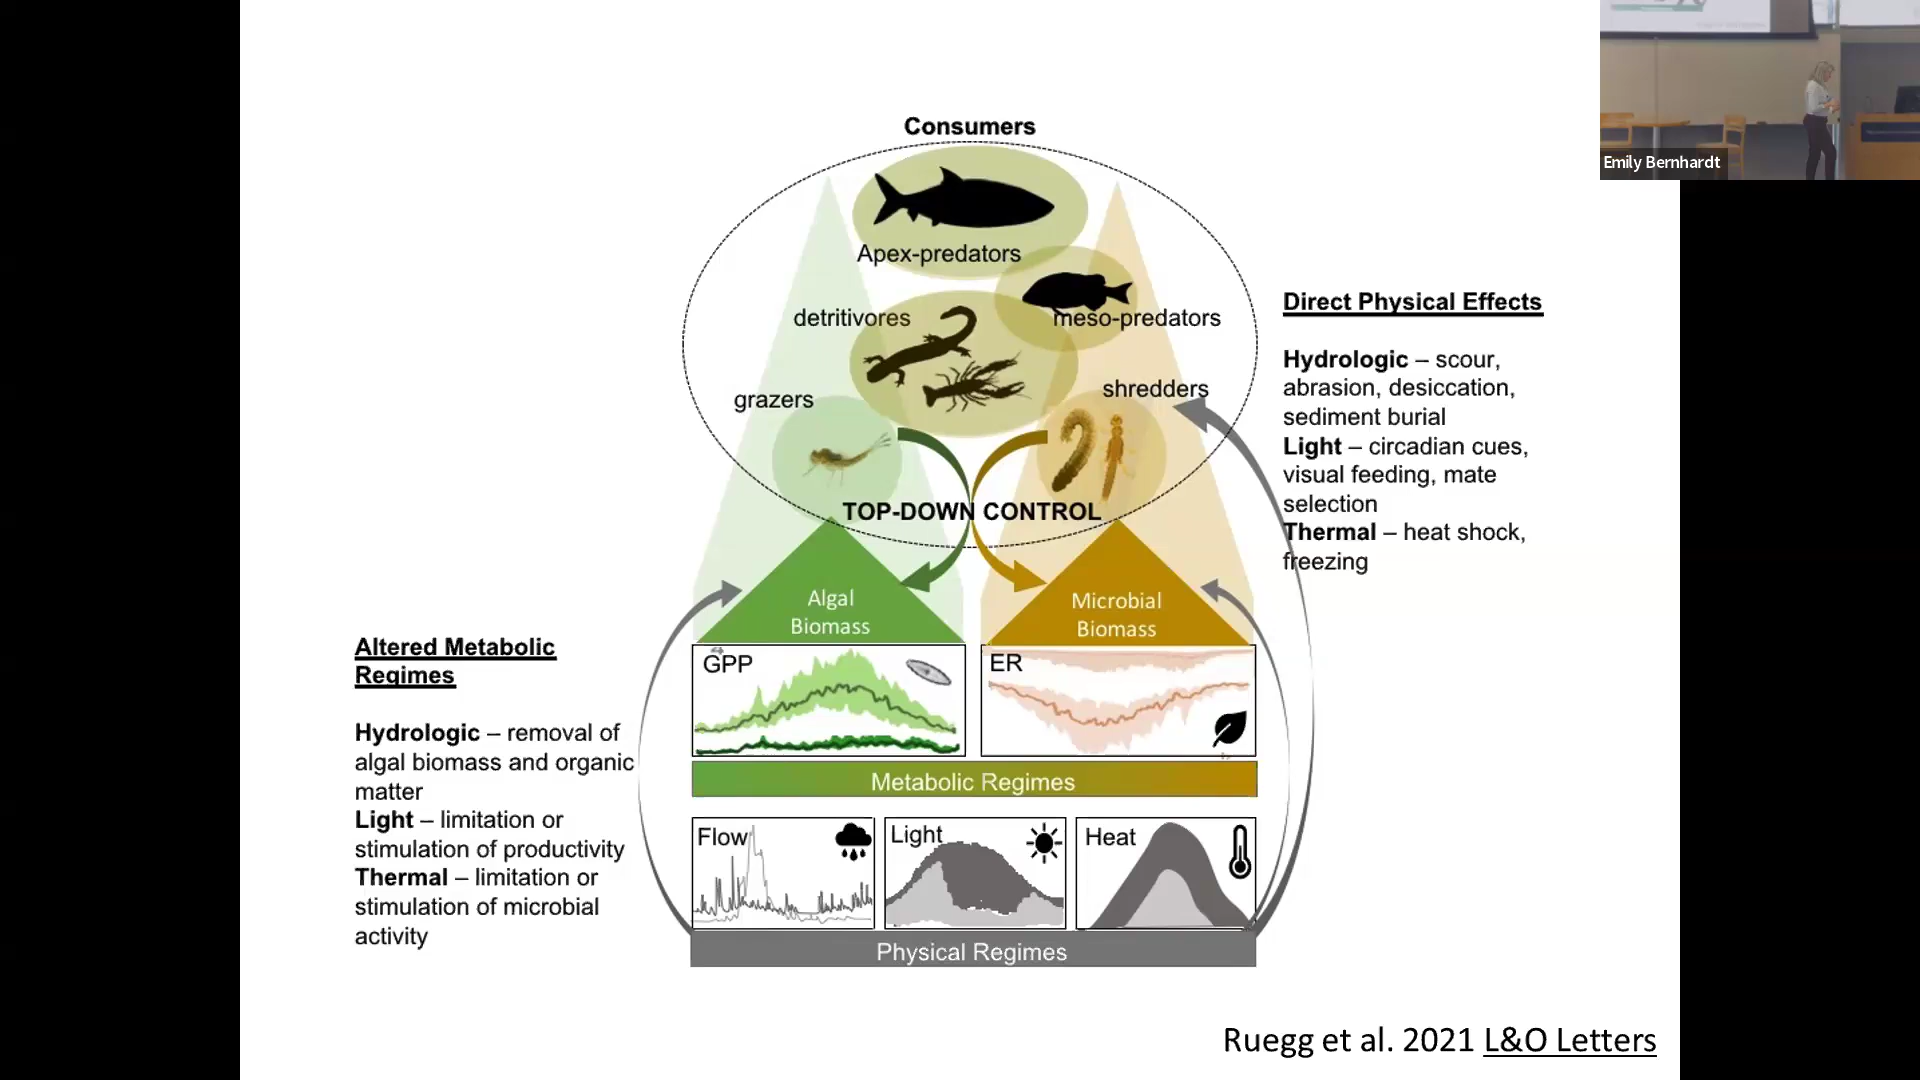 Emily Bernhardt
Consumers
Apex-predators
detritivores
meso-predators
grazers
shredders
TOP-DOWN CONTROL
Algal
Biomass
Microbial
Biomass
GPP
ER
Metabolic Regimes
Flow
Light
Heat
Physical Regimes
Altered Metabolic
Regimes
Hydrologic – removal of
algal biomass and organic
matter
Light – limitation or
stimulation of productivity
Thermal – limitation or
stimulation of microbial
activity
Direct Physical Effects
Hydrologic – scour,
abrasion, desiccation,
sediment burial
Light – circadian cues,
visual feeding, mate
selection
Thermal – heat shock,
freezing
Ruegg et al. 2021 L&O Letters